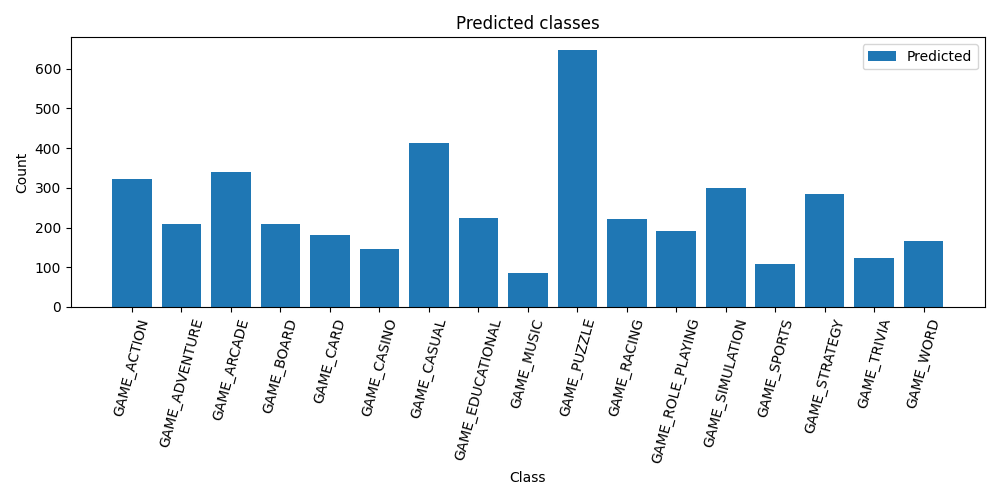 Predicted classes
Predicted
Count
600
500
400
300
200
100
0
GAME_ACTION
GAME_ADVENTURE
GAME_ARCADE
GAME_BOARD
GAME_CARD
GAME_CASINO
GAME_CASUAL
GAME_EDUCATIONAL
GAME_MUSIC
GAME_PUZZLE
GAME_RACING
GAME_ROLE_PLAYING
GAME_SIMULATION
GAME_SPORTS
GAME_STRATEGY
GAME_TRIVIA
GAME_WORD
Class